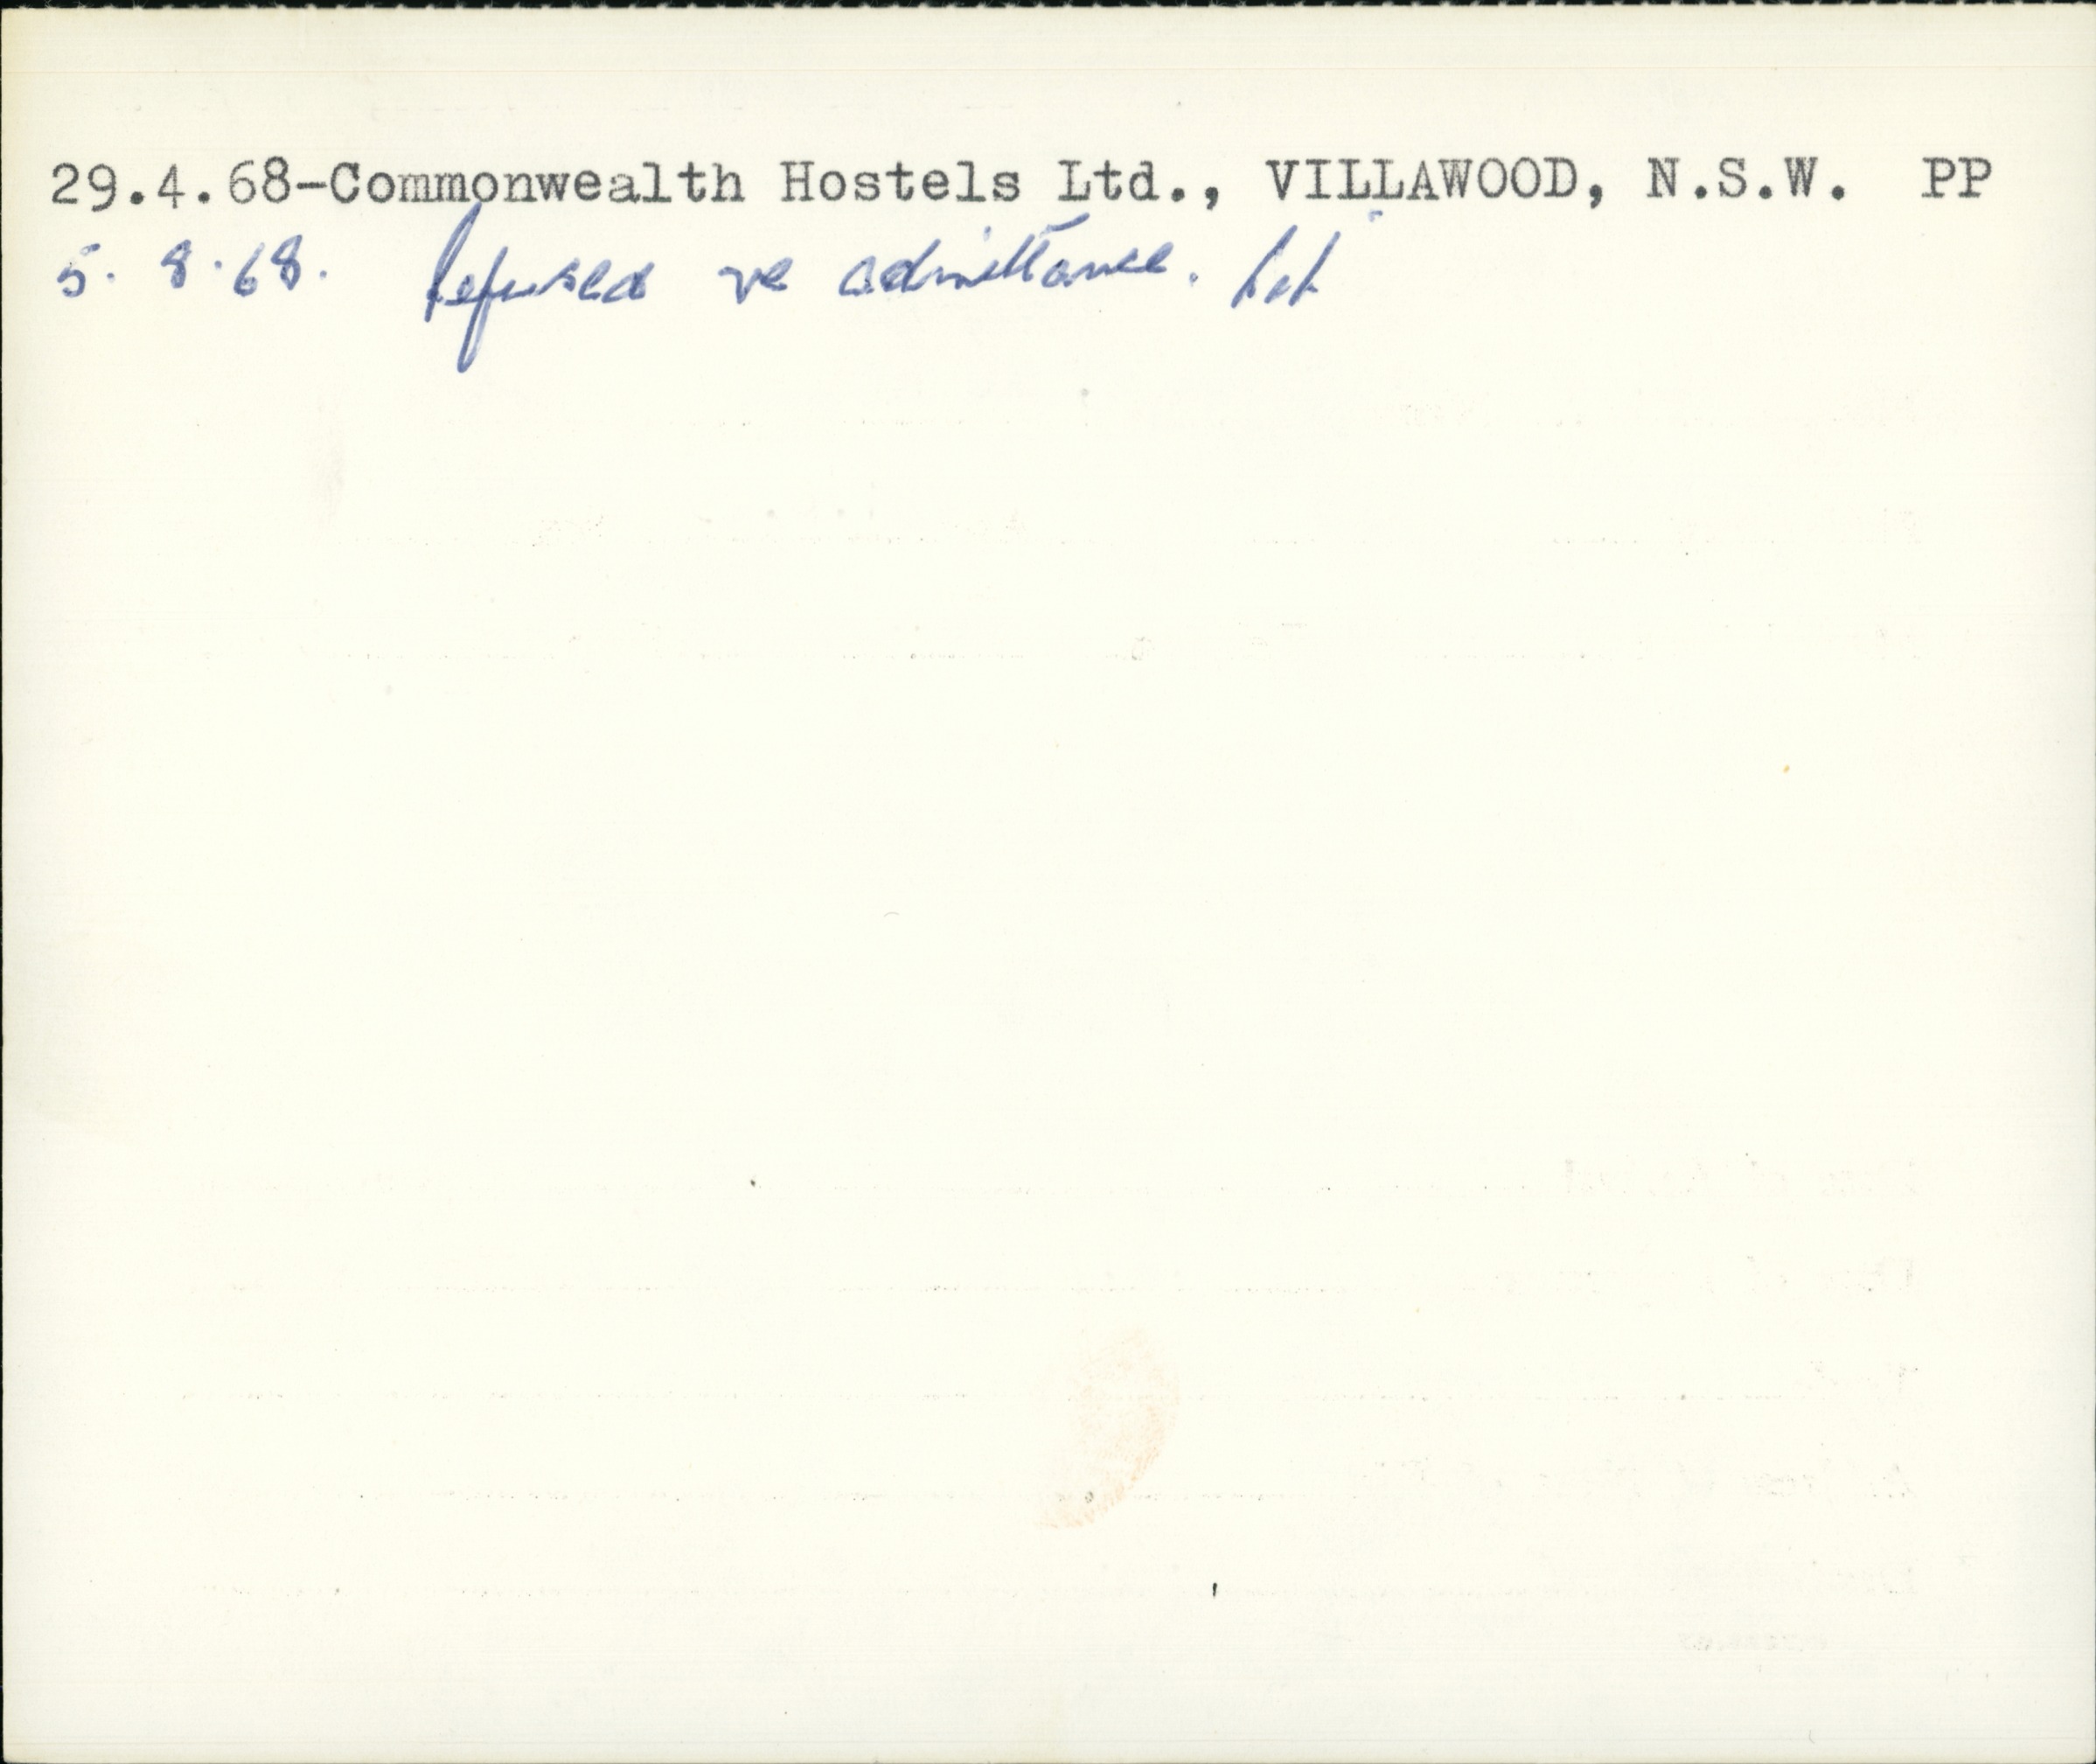 29.4.68-Commonwealth Hostels Ltd., VILLAWOOD, N.S.W. PP
5.8.68. Refused re admittance.